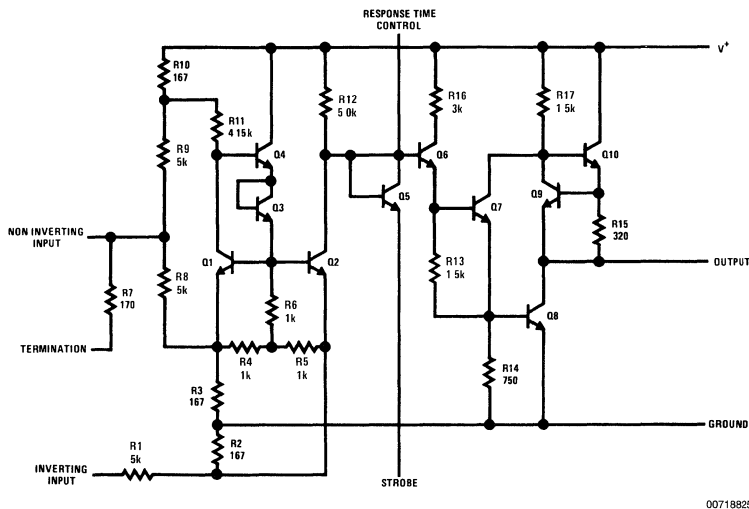 RESPONSE TIME
CONTROL
V+
R10
167
R11
4 15k
R12
5 0k
R16
3k
R17
1 5k
Q4
Q6
Q10
R9
5k
Q3
Q5
Q7
Q9
R15
320
NON INVERTING
INPUT
Q1
Q2
R13
1 5k
OUTPUT
R8
5k
R7
170
R6
1k
Q8
TERMINATION
R4
1k
R5
1k
R14
750
R3
167
GROUND
R2
167
R1
5k
INVERTING
INPUT
STROBE
00718825